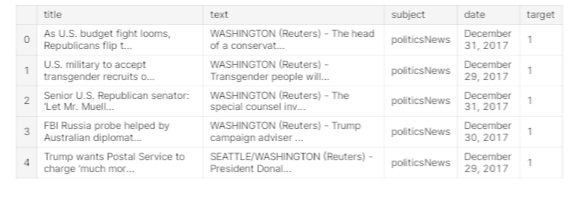 title text subject date target
0 As U.S. budget fight looms, Republicans flip t... WASHINGTON (Reuters) - The head of a conservat... politicsNews December 31, 2017 1
1 U.S. military to accept transgender recruits o... WASHINGTON (Reuters) - Transgender people will... politicsNews December 29, 2017 1
2 Senior U.S. Republican senator: 'Let Mr. Muell... WASHINGTON (Reuters) - The special counsel inv... politicsNews December 31, 2017 1
3 FBI Russia probe helped by Australian diplomat... WASHINGTON (Reuters) - Trump campaign adviser ... politicsNews December 30, 2017 1
4 Trump wants Postal Service to charge 'much mor... SEATTLE/WASHINGTON (Reuters) - President Donal... politicsNews December 29, 2017 1